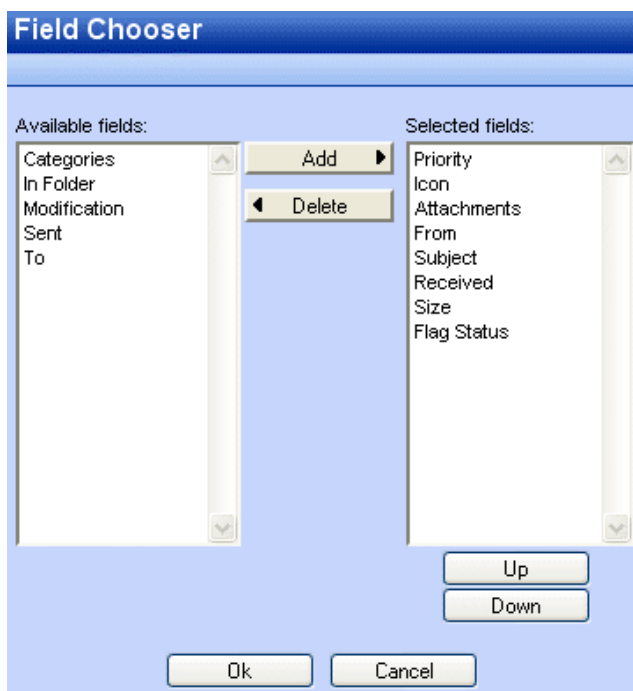 Field Chooser
Available fields:
Categories
In Folder
Modification
Sent
To
Add
Delete
Selected fields:
Priority
Icon
Attachments
From
Subject
Received
Size
Flag Status
Up
Down
Ok
Cancel